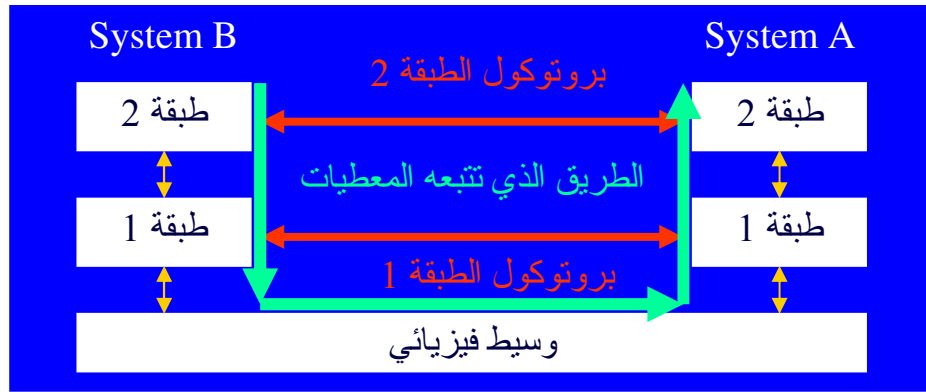 System B
System A
بروتوكول الطبقة 2
طبقة 2
طبقة 2
الطريق الذي تتبعه المعطيات
طبقة 1
طبقة 1
بروتوكول الطبقة 1
وسيط فيزيائي